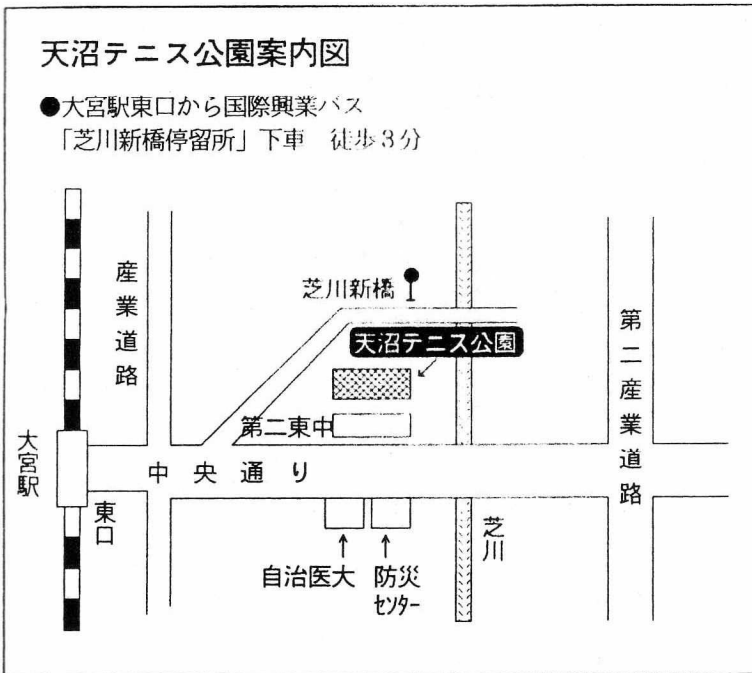 天沼テニス公園案内図
●大宮駅東口から国際興業バス
「芝川新橋停留所」下車　徒歩3分
産業道路
芝川新橋
天沼テニス公園
第二産業道路
第二東中
大宮駅
中央通り
東口
芝川
自治医大
防災
センター